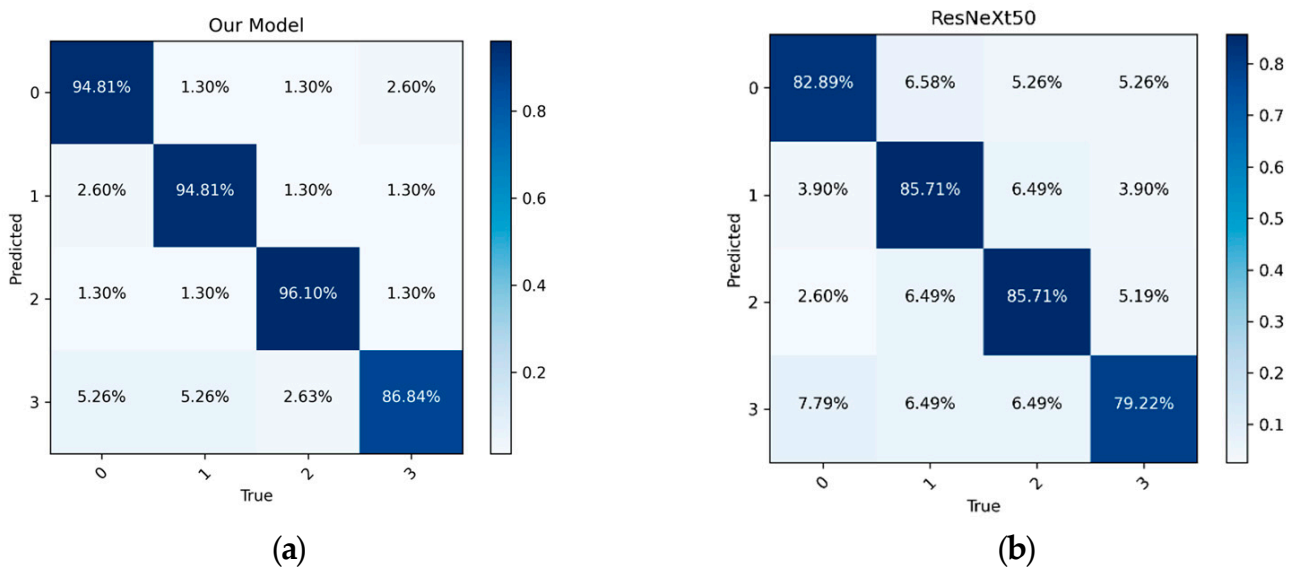 Our Model
0 94.81% 1.30% 1.30% 2.60%
1 2.60% 94.81% 1.30% 1.30%
2 1.30% 1.30% 96.10% 1.30%
3 5.26% 5.26% 2.63% 86.84%
0 1 2 3
True
Predicted
0.8
0.6
0.4
0.2
(a)
ResNeXt50
0 82.89% 6.58% 5.26% 5.26%
1 3.90% 85.71% 6.49% 3.90%
2 2.60% 6.49% 85.71% 5.19%
3 7.79% 6.49% 6.49% 79.22%
0 1 2 3
True
Predicted
0.8
0.7
0.6
0.5
0.4
0.3
0.2
0.1
(b)